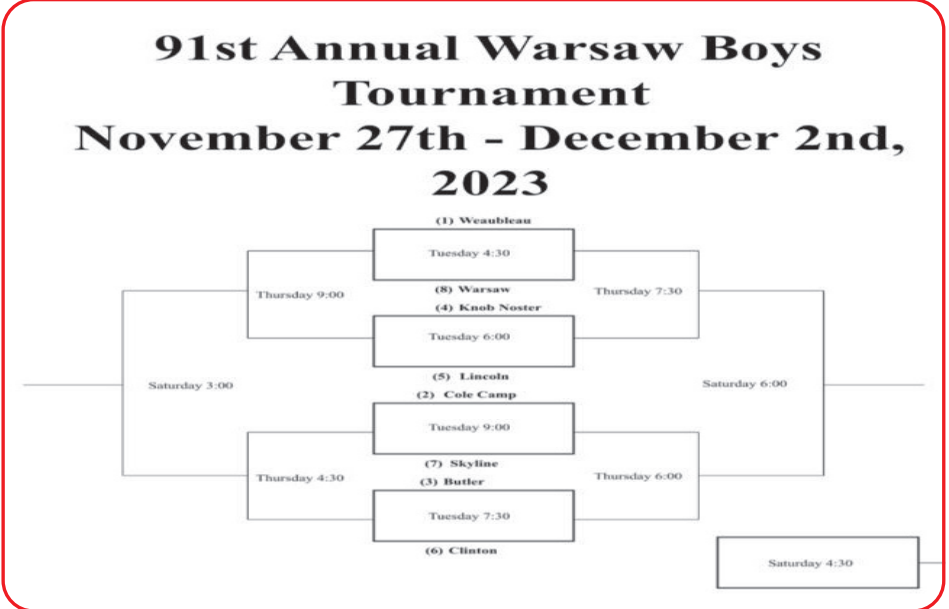 91st Annual Warsaw Boys
Tournament
November 27th - December 2nd,
2023
(1) Weaubleau
Tuesday 4:30
Thursday 9:00
(8) Warsaw
Thursday 7:30
(4) Knob Noster
Tuesday 6:00
(5) Lincoln
Saturday 3:00
Saturday 6:00
(2) Cole Camp
Tuesday 9:00
(7) Skyline
Thursday 4:30
Thursday 6:00
(3) Butler
Tuesday 7:30
(6) Clinton
Saturday 4:30